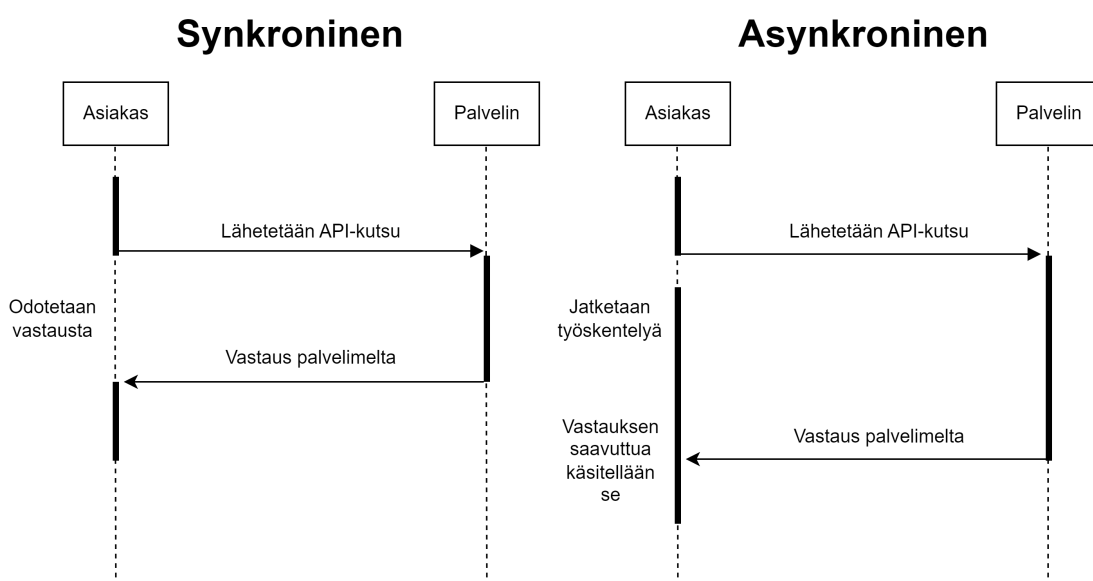 Synkroninen
Asiakas
Palvelin
Lähetetään API-kutsu
Odotetaan
vastausta
Vastaus palvelimelta
Asynkroninen
Asiakas
Palvelin
Lähetetään API-kutsu
Jatketaan
työskentelyä
Vastauksen
saavuttua
käsitellään
se
Vastaus palvelimelta